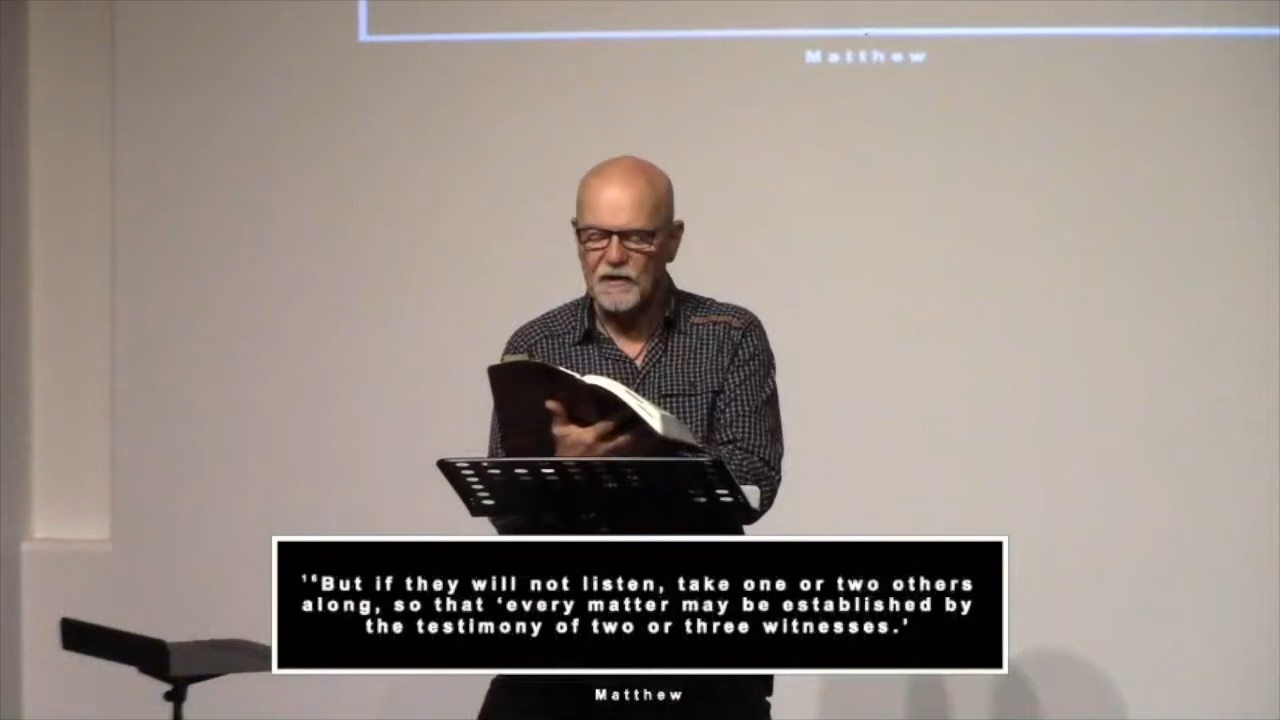 Matthew
¹⁶But if they will not listen, take one or two others
along, so that ‘every matter may be established by
the testimony of two or three witnesses.’
Matthew